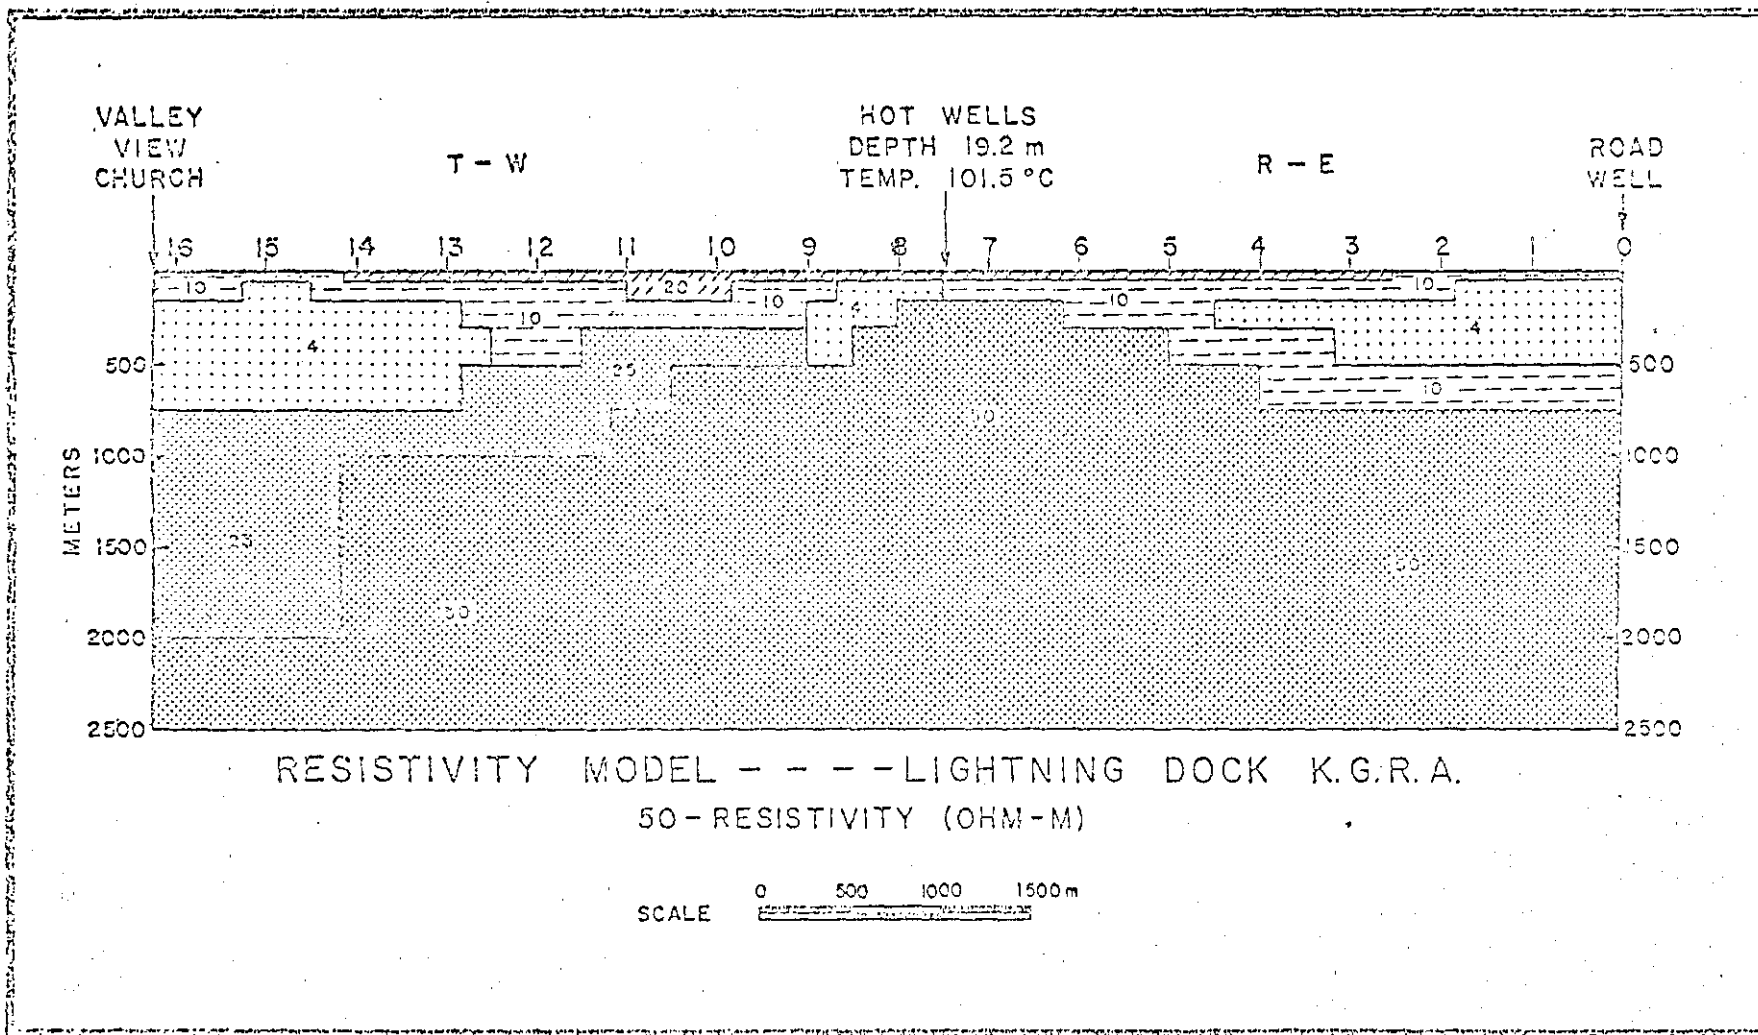 VALLEY
VIEW
CHURCH
T - W
HOT WELLS
DEPTH 19.2 m
TEMP. 101.5 °C
R - E
ROAD
WELL
16 15 14 13 12 11 10 9 8 7 6 5 4 3 2 1 0
10 20 10 4 10 10
10 4
4
25 50 10
25 50
50
METERS
500 500
1000 1000
1500 1500
2000 2000
2500 2500
RESISTIVITY MODEL - - - - LIGHTNING DOCK K.G.R.A.
50 - RESISTIVITY (OHM-M)
0 500 1000 1500 m
SCALE